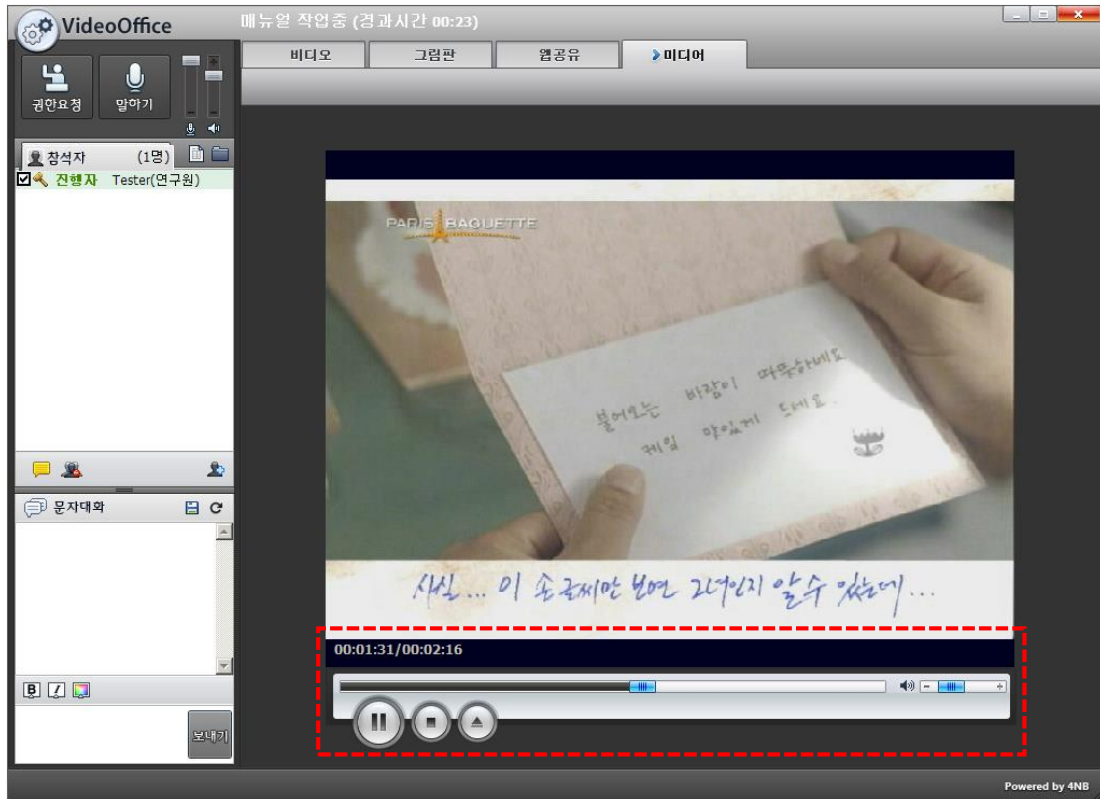 VideoOffice
매뉴얼 작업중 (경과시간 00:23)
비디오
그림판
웹공유
미디어
권한요청
말하기
참석자 (1명)
진행자 Tester(연구원)
PARIS BAGUETTE
불어오는 바람이 따뜻하네요
케익 맛있게 드세요.
사실... 이 손글씨만 보면 그녀인지 알수 있는데...
문자대화
00:01:31/00:02:16
B I
보내기
Powered by 4NB